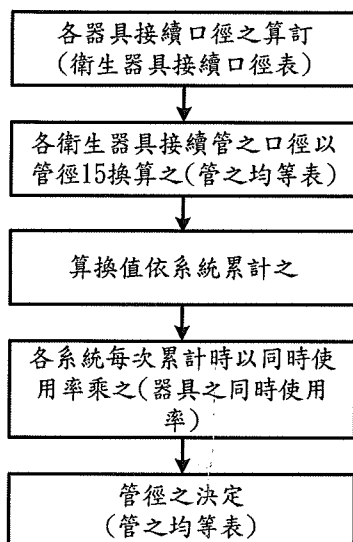 各器具接續口徑之算訂
(衛生器具接續口徑表)
各衛生器具接續管之口徑以
管徑15換算之(管之均等表)
算換值依系統累計之
各系統每次累計時以同時使
用率乘之(器具之同時使用
率)
管徑之決定
(管之均等表)